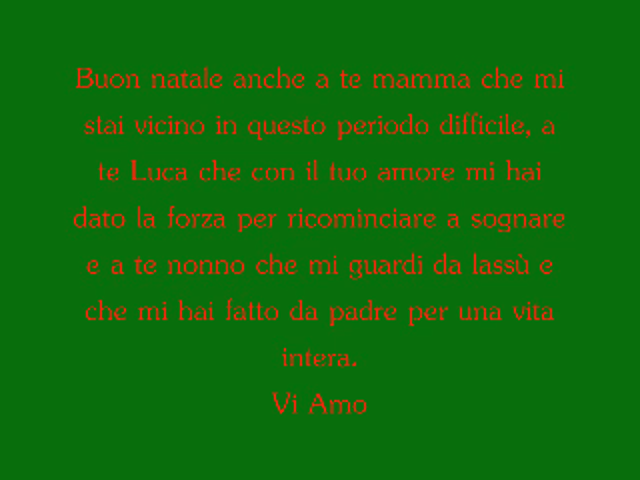 Buon natale anche a te mamma che mi
stai vicino in questo periodo difficile, a
te Luca che con il tuo amore mi hai
dato la forza per ricominciare a sognare
e a te nonno che mi guardi da lassù e
che mi hai fatto da padre per una vita
intera.
Vi Amo